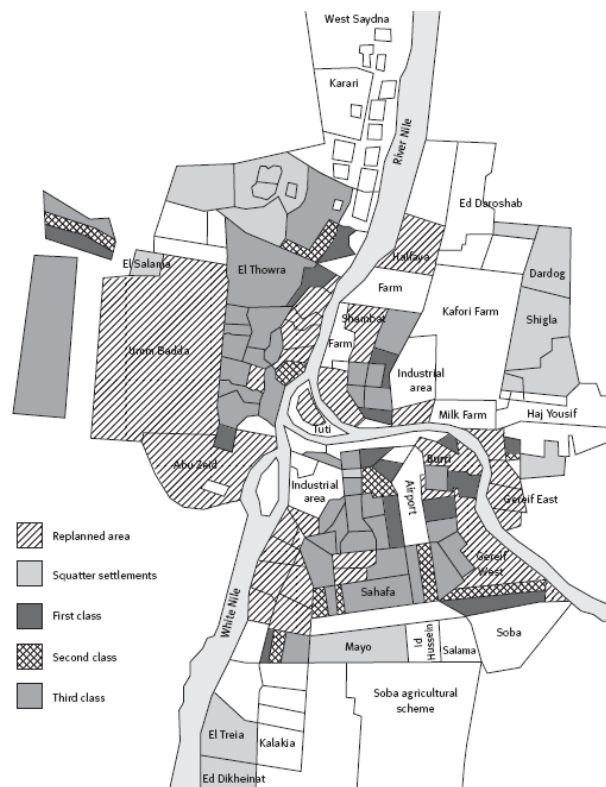 West Saydna
Karari
River Nile
Ed Daroshab
El Salama
El Thowra
Halfaya
Dardog
Farm
Kafori Farm
Shigla
Shambat
Urem Badda
Farm
Industrial
area
Milk Farm
Haj Yousif
Tuti
Abu Zeid
Burri
Industrial
area
Airport
Gereif East
Replanned area
Gereif
West
Squatter settlements
Sahafa
White Nile
First class
Soba
Mayo
Id
Hussein
Salama
Second class
Third class
Soba agricultural
scheme
El Treia
Kalakia
Ed Dikheinat